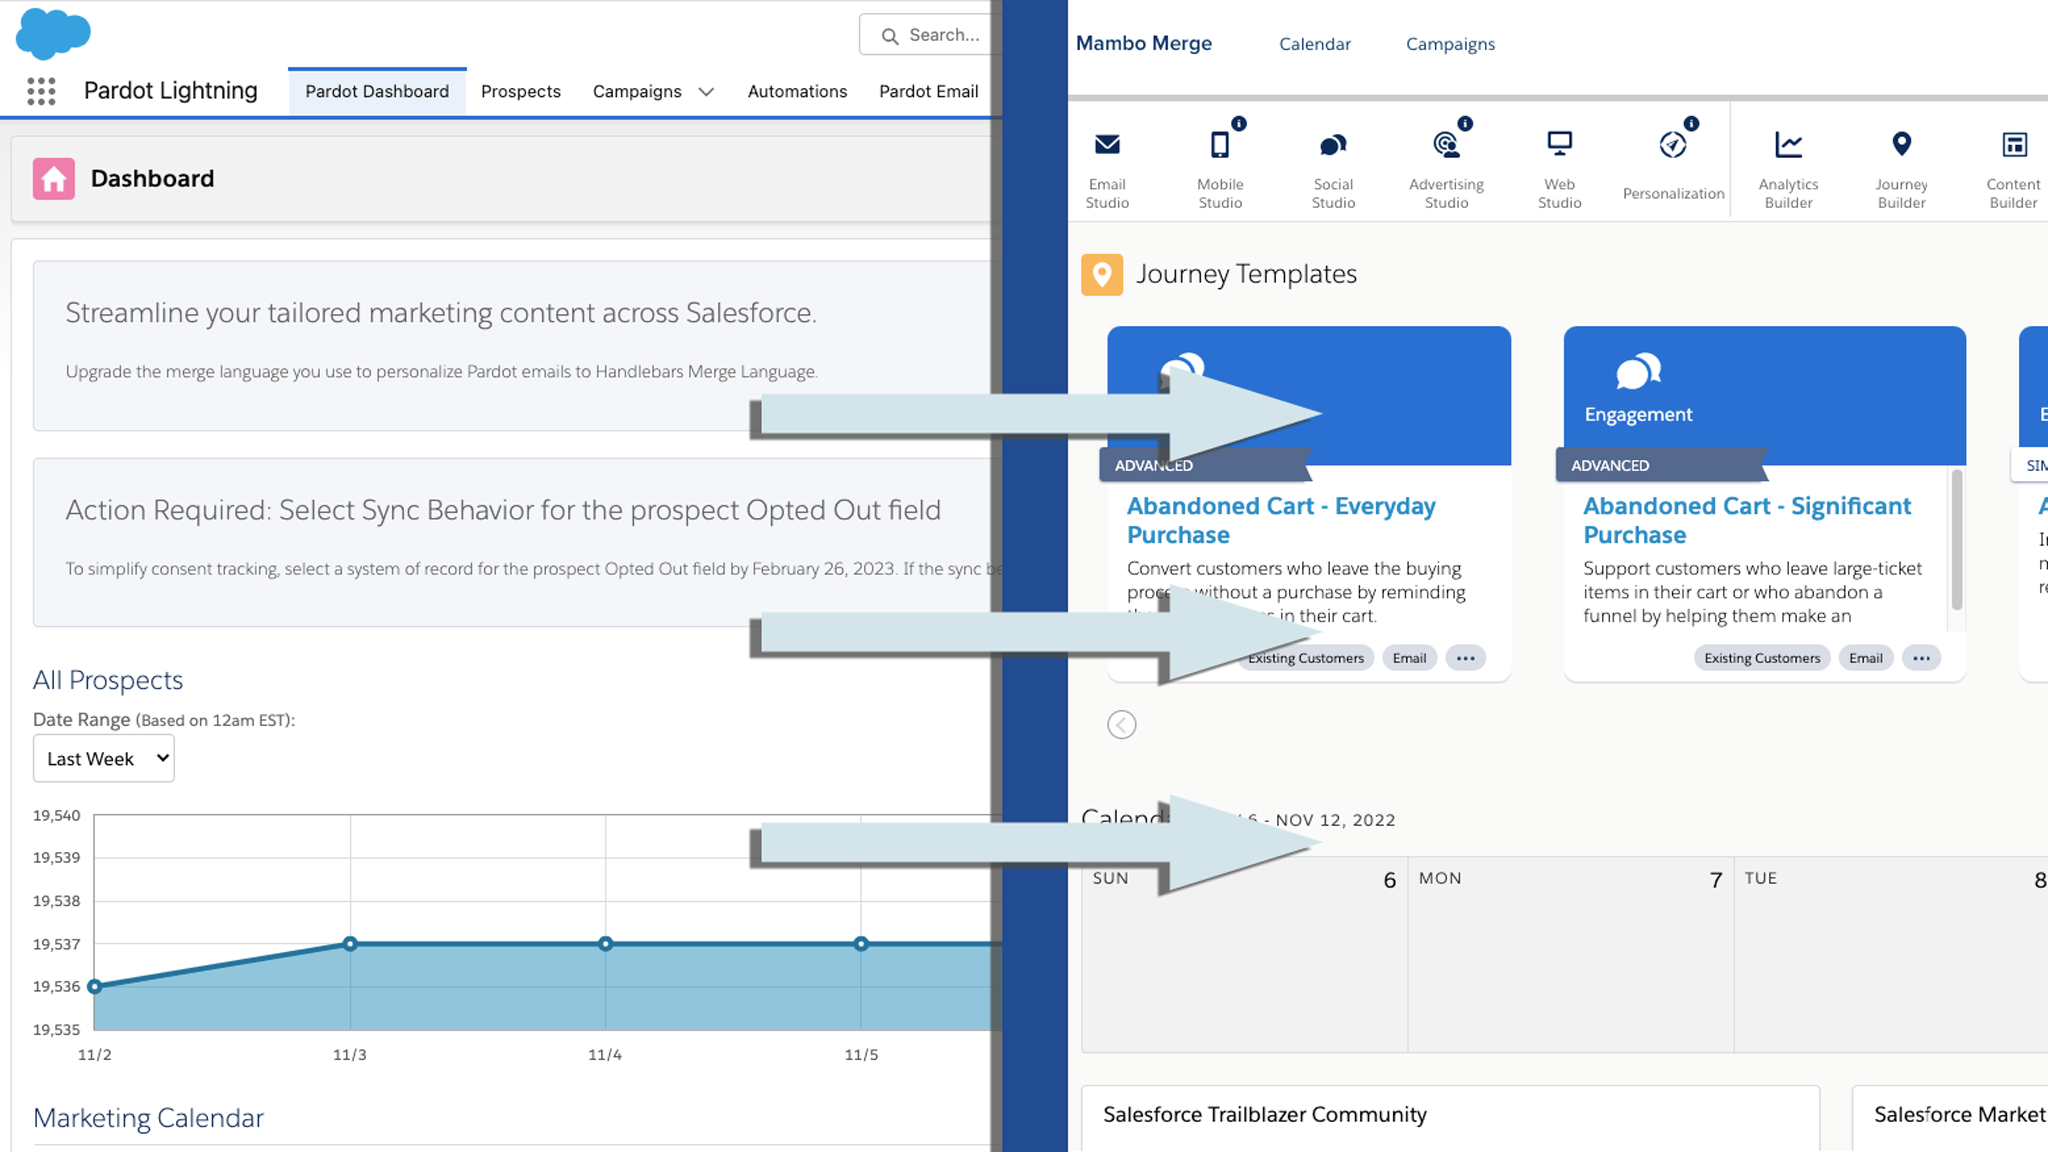 Search...
Pardot Lightning
Pardot Dashboard
Prospects
Campaigns
Automations
Pardot Email
Dashboard
Streamline your tailored marketing content across Salesforce.
Upgrade the merge language you use to personalize Pardot emails to Handlebars Merge Language.
Action Required: Select Sync Behavior for the prospect Opted Out field
To simplify consent tracking, select a system of record for the prospect Opted Out field by February 26, 2023. If the sync
All Prospects
Date Range (Based on 12am EST):
Last Week
19,540
19,539
19,538
19,537
19,536
19,535
11/2
11/3
11/4
11/5
Marketing Calendar
Mambo Merge
Calendar
Campaigns
Email
Studio
Mobile
Studio
Social
Studio
Advertising
Studio
Web
Studio
Personalization
Analytics
Builder
Journey
Builder
Content
Builder
Journey Templates
ADVANCED
Abandoned Cart - Everyday
Purchase
Convert customers who leave the buying
without a purchase by reminding
in their cart.
Existing Customers
Email
•••
Engagement
ADVANCED
Abandoned Cart - Significant
Purchase
Support customers who leave large-ticket
items in their cart or who abandon a
funnel by helping them make an
Existing Customers
Email
•••
6 - NOV 12, 2022
SUN
6
MON
7
TUE
8
Salesforce Trailblazer Community
Salesforce